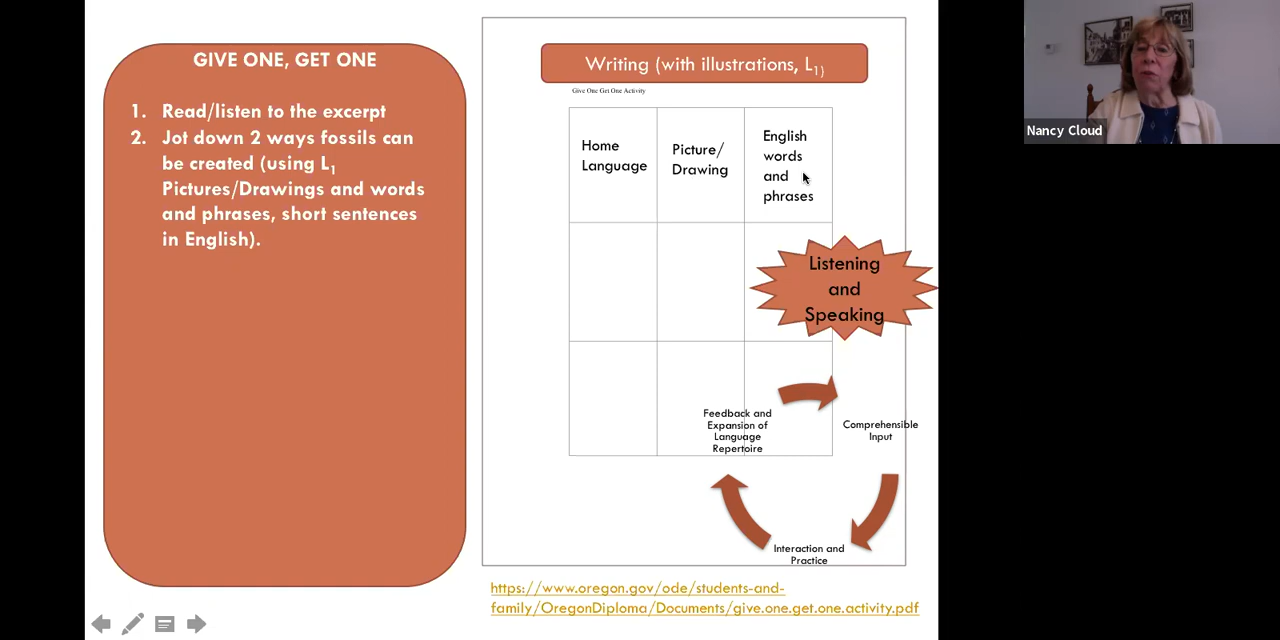 GIVE ONE, GET ONE
1. Read/listen to the excerpt
2. Jot down 2 ways fossils can
be created (using L1
Pictures/Drawings and words
and phrases, short sentences
in English).
Writing (with illustrations, L1)
Give One Get One Activity
Home
Language
Picture/
Drawing
English
words
and
phrases
Listening
and
Speaking
Feedback and
Expansion of
Language
Repertoire
Comprehensible
Input
Interaction and
Practice
https://www.oregon.gov/ode/students-and-
family/OregonDiploma/Documents/give.one.get.one.activity.pdf
Nancy Cloud